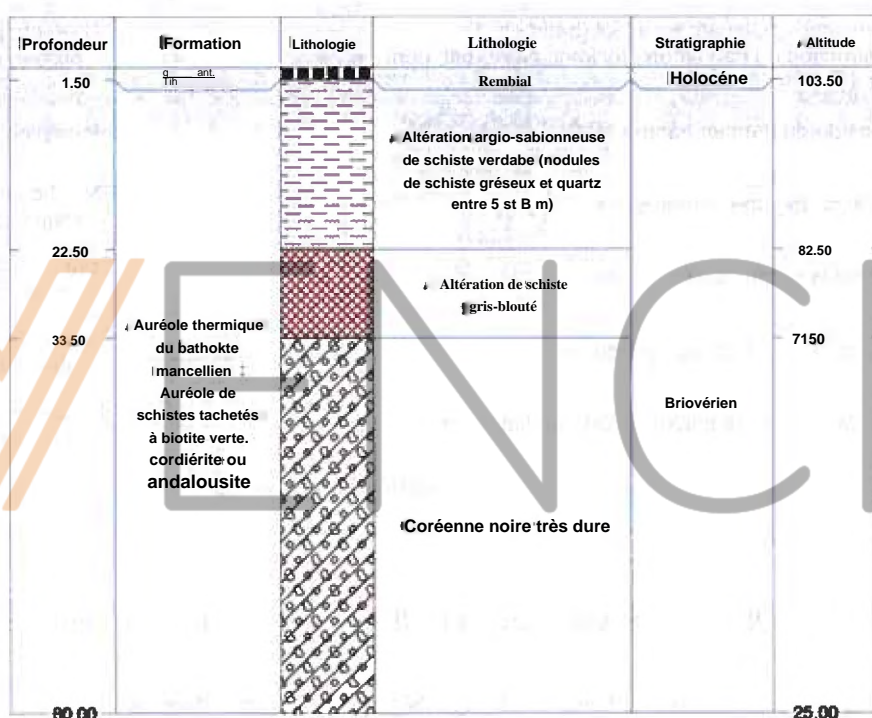 Profondeur
Formation
Lithologie
Lithologie
Stratigraphie
Altitude
1.50
Rembial
Holocéne
103.50
Altération argio-sabionneuse
de schiste verdabe (nodules
de schiste gréseux et quartz
entre 5 st B m)
22.50
82.50
Altération de schiste
gris-blouté
33.50
71 50
Auréole thermique
du bathokte
mancellien
Auréole de
schistes tachetés
à biotite verte.
cordiérite ou
andalousite
Briovérien
Coréenne noire très dure
80.00
25.00
ENC